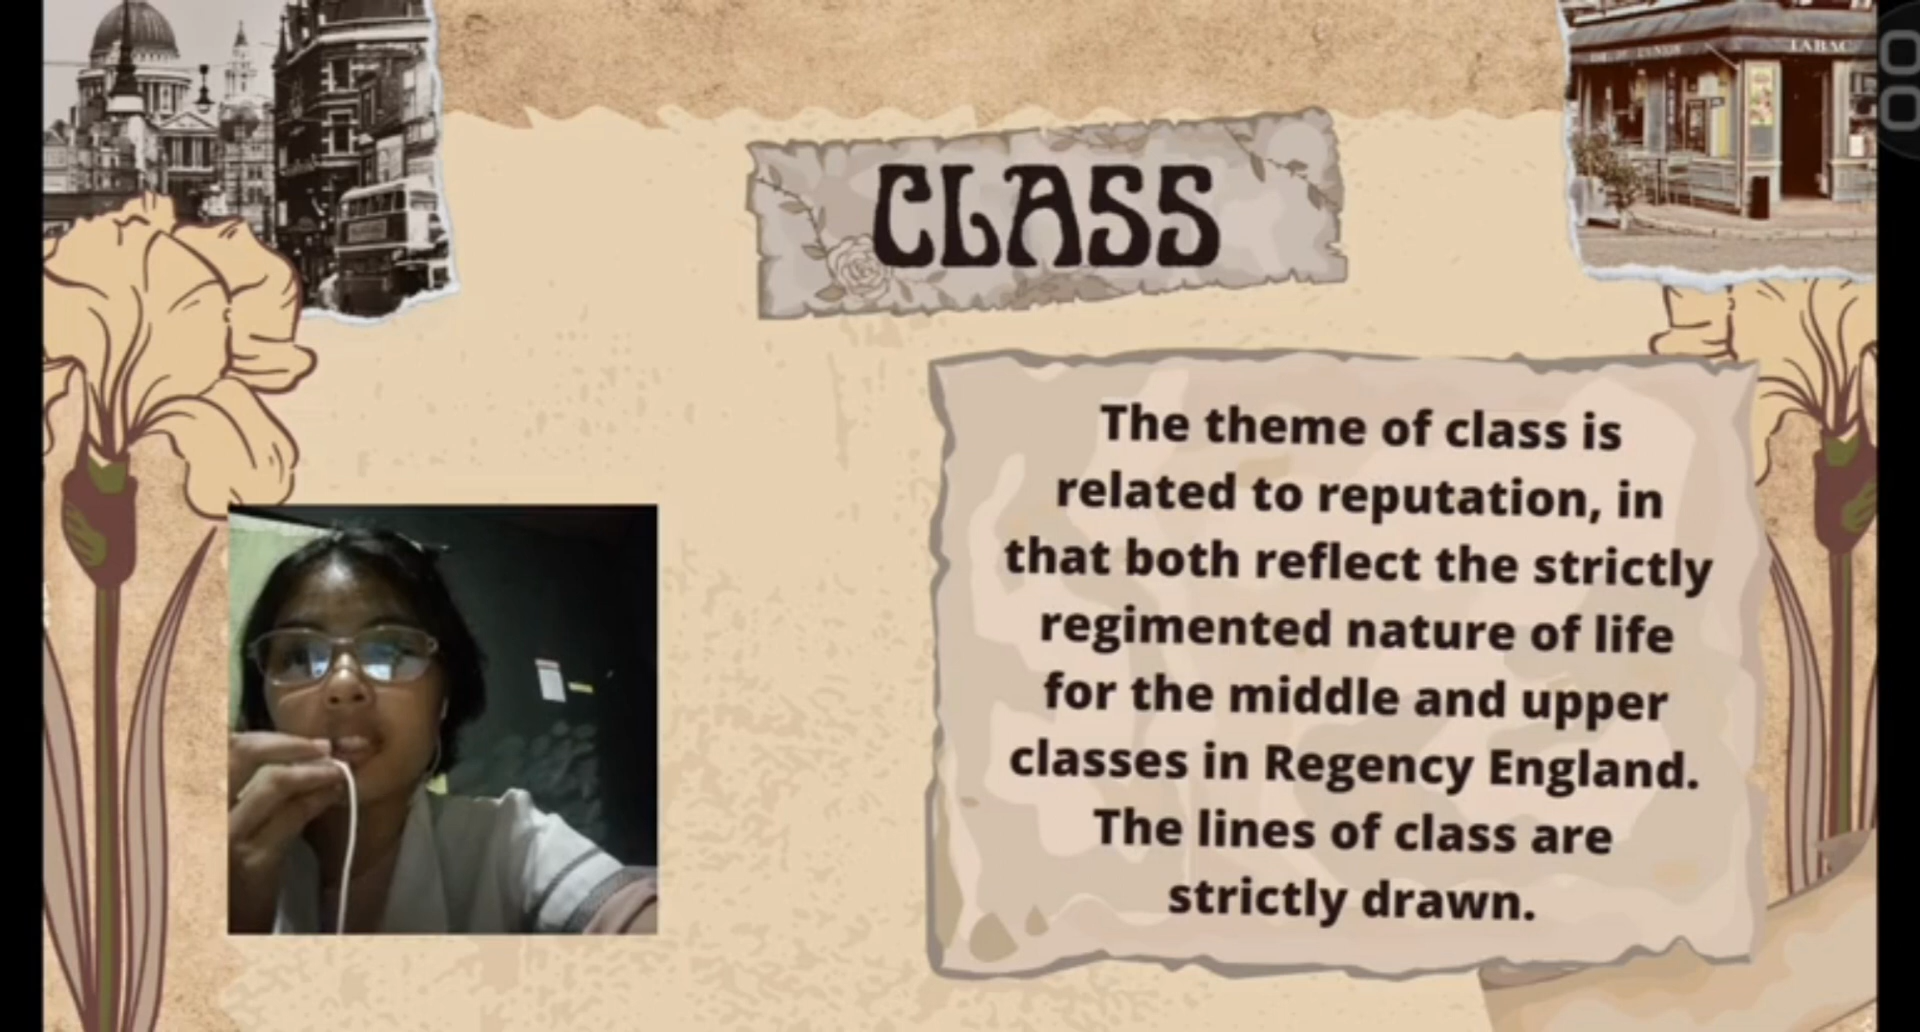 TABAC
CLASS
The theme of class is
related to reputation, in
that both reflect the strictly
regimented nature of life
for the middle and upper
classes in Regency England.
The lines of class are
strictly drawn.